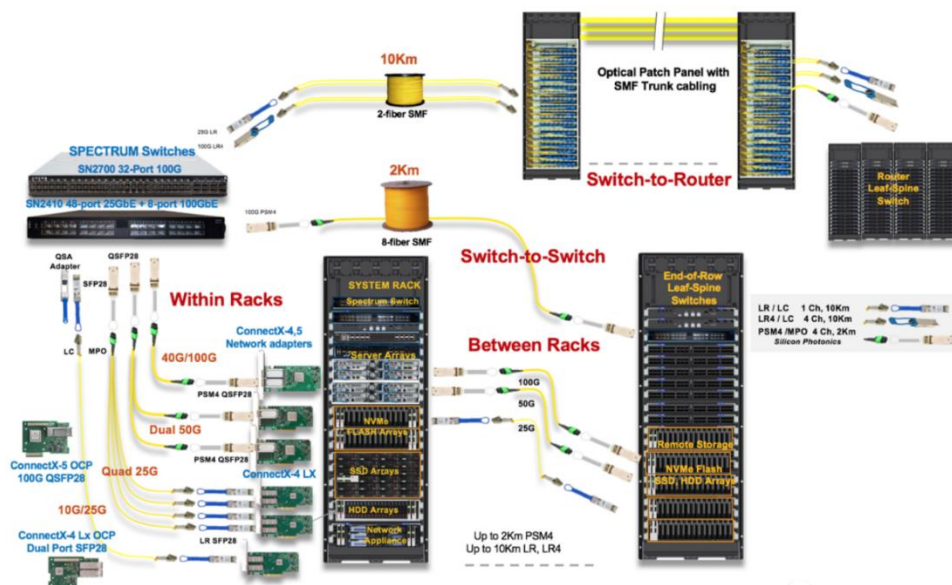 10Km
2-fiber SMF
25G LR
100G LR4
Optical Patch Panel with
SMF Trunk cabling
SPECTRUM Switches
SN2700 32-Port 100G
SN2410 48-port 25GbE + 8-port 100GbE
2Km
100G PSM4
8-fiber SMF
Switch-to-Router
Router
Leaf-Spine
Switch
Switch-to-Switch
QSA
Adapter
QSFP28
SFP28
Within Racks
LC
MPO
SYSTEM RACK
Spectrum Switch
Server Arrays
NVMe
FLASH Arrays
SSD Arrays
HDD Arrays
Network
Appliance
End-of-Row
Leaf-Spine
Switches
Remote Storage
NVMe Flash
SSD, HDD Arrays
LR / LC 1 Ch, 10Km
LR4 / LC 4 Ch, 10Km
PSM4 /MPO 4 Ch, 2Km
Silicon Photonics
ConnectX-4,5
Network adapters
40G/100G
PSM4 QSFP28
Dual 50G
PSM4 QSFP28
Quad 25G
ConnectX-4 LX
Between Racks
100G
50G
25G
ConnectX-5 OCP
100G QSFP28
10G/25G
ConnectX-4 Lx OCP
Dual Port SFP28
LR SFP28
Up to 2Km PSM4
Up to 10Km LR, LR4